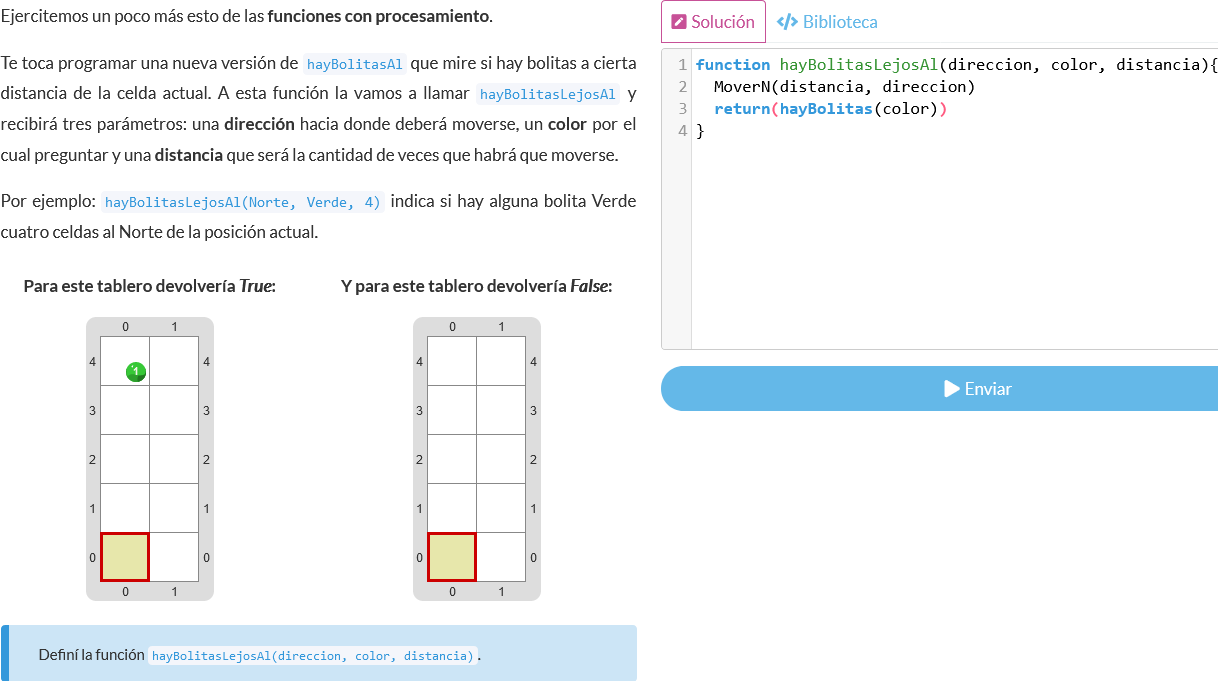 Ejercitemos un poco más esto de las funciones con procesamiento.
Te toca programar una nueva versión de hayBolitasAl que mire si hay bolitas a cierta
distancia de la celda actual. A esta función la vamos a llamar hayBolitasLejosAl y
recibirá tres parámetros: una dirección hacia donde deberá moverse, un color por el
cual preguntar y una distancia que será la cantidad de veces que habrá que moverse.
Por ejemplo: hayBolitasLejosAl(Norte, Verde, 4) indica si hay alguna bolita Verde
cuatro celdas al Norte de la posición actual.
Para este tablero devolvería True:
0 1
4 1 4
3 3
2 2
1 1
0 0
0 1
Y para este tablero devolvería False:
0 1
4 4
3 3
2 2
1 1
0 0
0 1
Definí la función hayBolitasLejosAl(direccion, color, distancia).
Solución
</> Biblioteca
1 function hayBolitasLejosAl(direccion, color, distancia){
2 MoverN(distancia, direccion)
3 return(hayBolitas(color))
4 }
Enviar